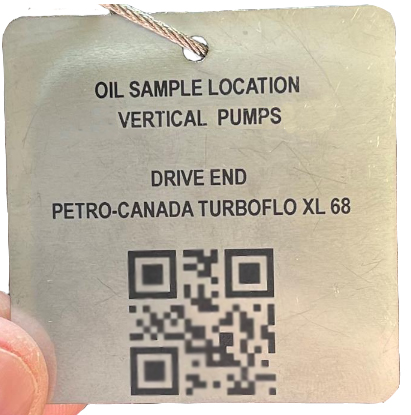 OIL SAMPLE LOCATION
VERTICAL PUMPS
DRIVE END
PETRO-CANADA TURBOFLO XL 68